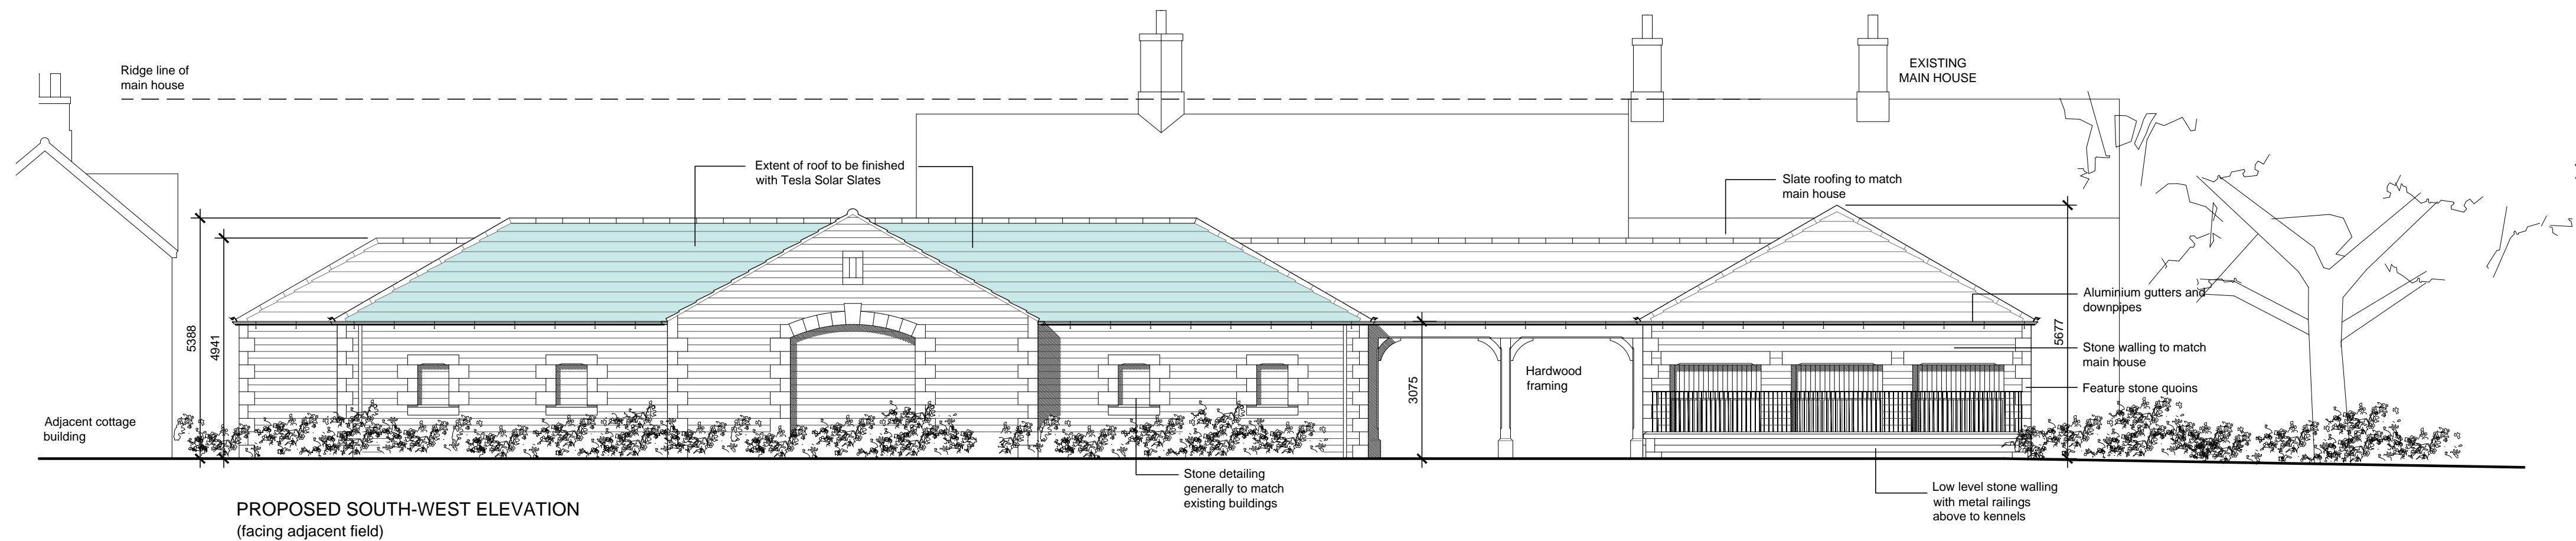 Ridge line of
main house
EXISTING
MAIN HOUSE
Extent of roof to be finished
with Tesla Solar Slates
Slate roofing to match
main house
Aluminium gutters and
downpipes
5388
4941
5677
Stone walling to match
main house
3075
Hardwood
framing
Feature stone quoins
Adjacent cottage
building
Stone detailing
generally to match
existing buildings
Low level stone walling
with metal railings
above to kennels
PROPOSED SOUTH-WEST ELEVATION
(facing adjacent field)